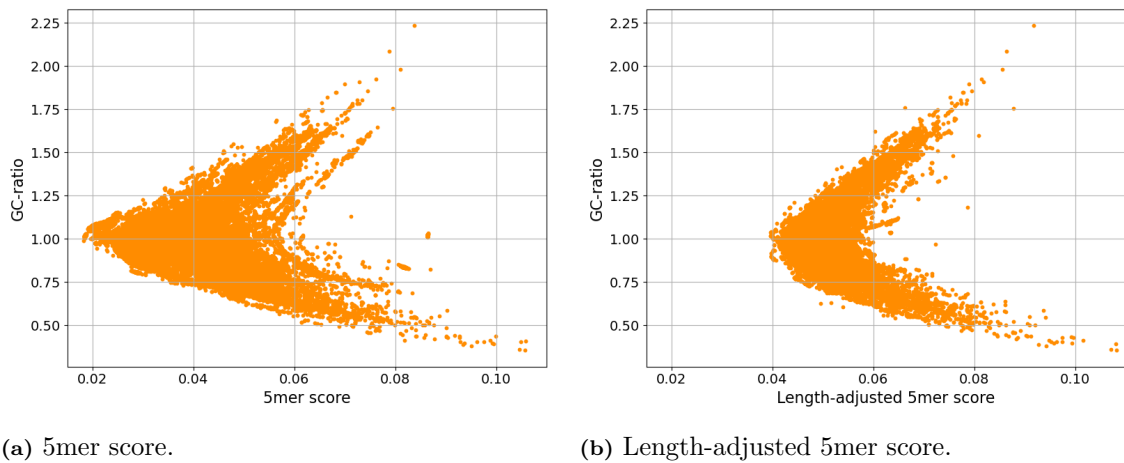 2.25
2.00
1.75
1.50
1.25
1.00
0.75
0.50
GC-ratio
0.02 0.04 0.06 0.08 0.10
5mer score
2.25
2.00
1.75
1.50
1.25
1.00
0.75
0.50
GC-ratio
0.02 0.04 0.06 0.08 0.10
Length-adjusted 5mer score
(a) 5mer score.
(b) Length-adjusted 5mer score.